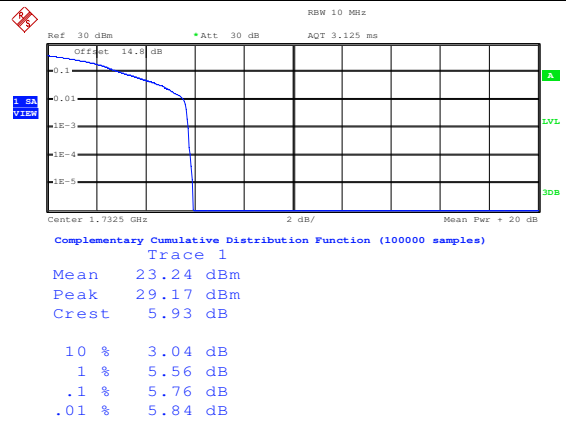 RBW 10 MHz
Ref 30 dBm *Att 30 dB AQT 3.125 ms
Offset 14.8 dB
0.1
A
0.01
1 SA
VIEW
1E-3
LVL
1E-4
1E-5
3DB
Center 1.7325 GHz 2 dB/ Mean Pwr + 20 dB
Complementary Cumulative Distribution Function (100000 samples)
Trace 1
Mean 23.24 dBm
Peak 29.17 dBm
Crest 5.93 dB
10 % 3.04 dB
1 % 5.56 dB
.1 % 5.76 dB
.01 % 5.84 dB